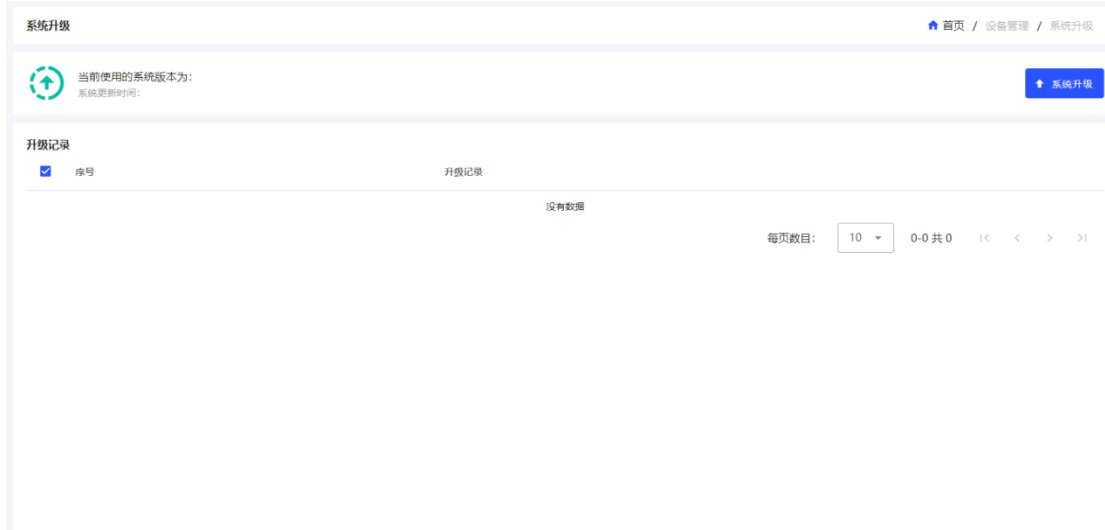 系统升级
首页 / 设备管理 / 系统升级
当前使用的系统版本为：
系统更新时间：
系统升级
升级记录
序号 升级记录
没有数据
每页数目： 10 0-0 共 0